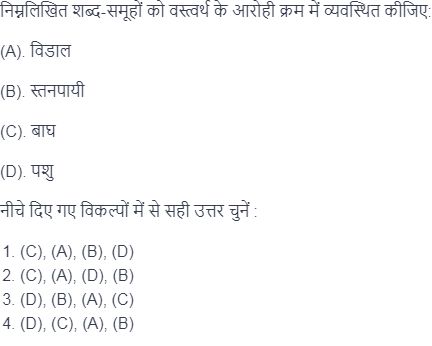 निम्नलिखित शब्द-समूहों को वस्त्वर्थ के आरोही क्रम में व्यवस्थित कीजिए:
(A). विडाल
(B). स्तनपायी
(C). बाघ
(D). पशु
नीचे दिए गए विकल्पों में से सही उत्तर चुनें :
1. (C), (A), (B), (D)
2. (C), (A), (D), (B)
3. (D), (B), (A), (C)
4. (D), (C), (A), (B)